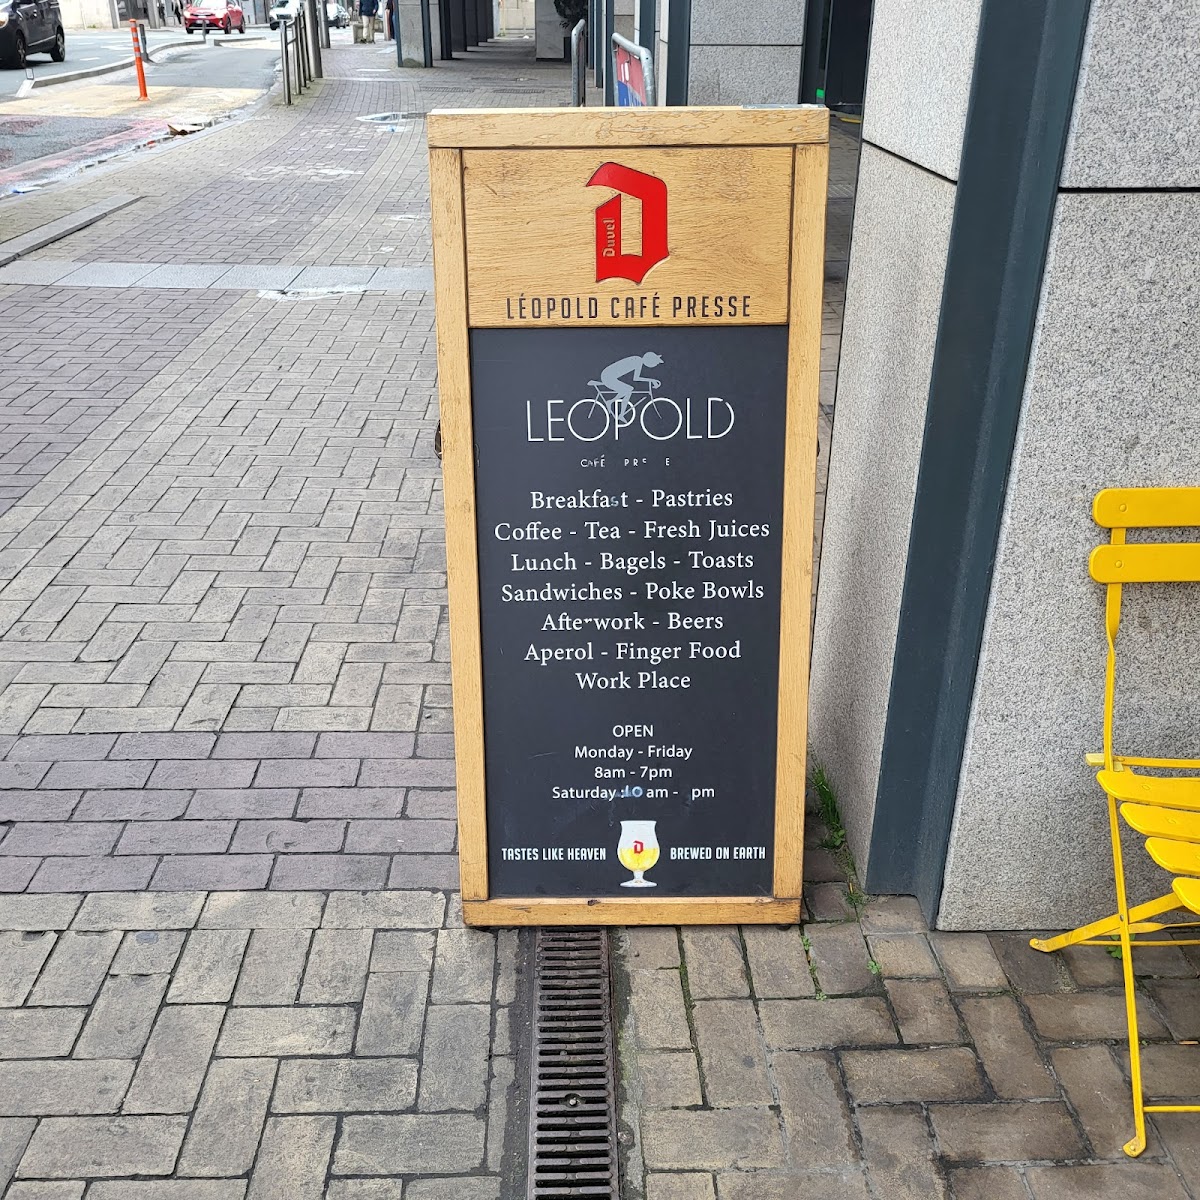 Duvel
LÉOPOLD CAFÉ PRESSE
LEOPOLD
CAFÉ PR E
Breakfast - Pastries
Coffee - Tea - Fresh Juices
Lunch - Bagels - Toasts
Sandwiches - Poke Bowls
Afterwork - Beers
Aperol - Finger Food
Work Place
OPEN
Monday - Friday
8am - 7pm
Saturday : 10 am - pm
TASTES LIKE HEAVEN BREWED ON EARTH